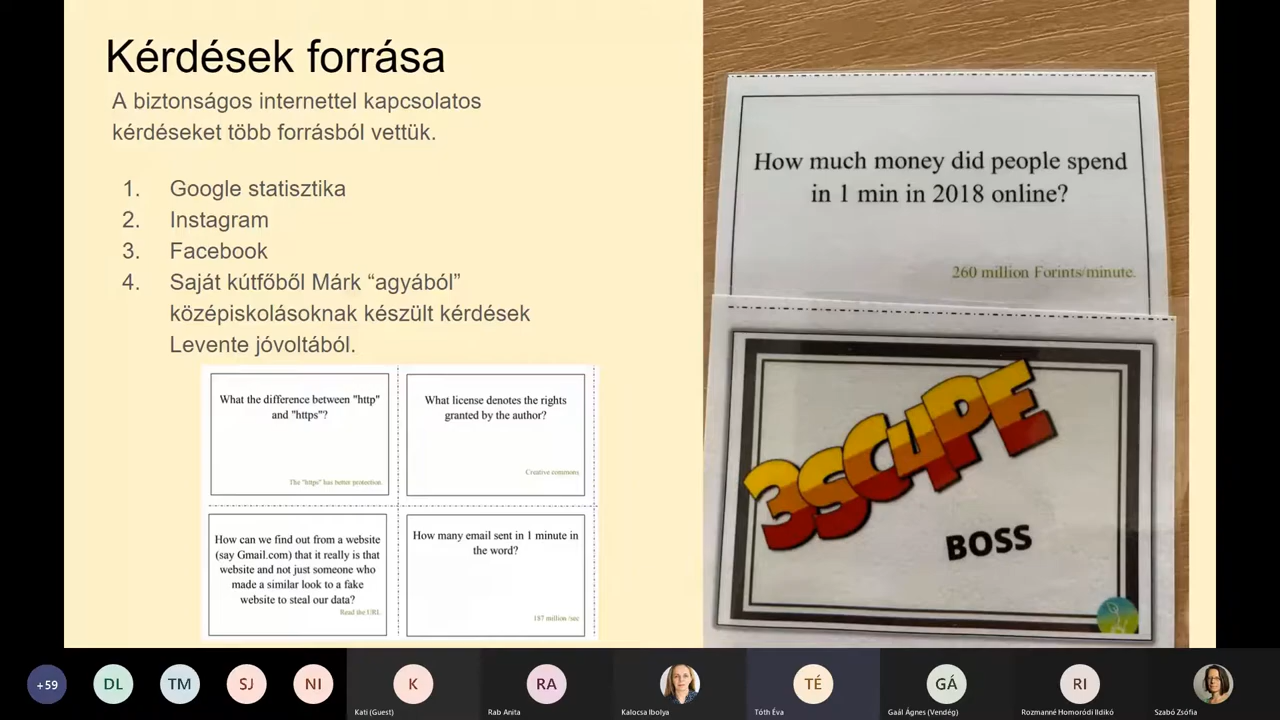 Kérdések forrása
A biztonságos internettel kapcsolatos
kérdéseket több forrásból vettük.
1. Google statisztika
2. Instagram
3. Facebook
4. Saját kútfőből Márk “agyából”
középiskolásoknak készült kérdések
Levente jóvoltából.
What the difference between "http"
and "https"?
The "https" has better protection
What license denotes the rights
granted by the author?
Creative commons
How can we find out from a website
(say Gmail.com) that it really is that
website and not just someone who
made a similar look to a fake
website to steal our data?
Read the URL
How many email sent in 1 minute in
the word?
187 million /sec
How much money did people spend
in 1 min in 2018 online?
260 million Forints/minute.
3SC4PE
BOSS
+59
DL
TM
SJ
NI
K
Kati (Guest)
RA
Rab Anita
Kalocsa Ibolya
TÉ
Tóth Éva
GÁ
Gaál Ágnes (Vendég)
RI
Rozmanné Homoródi Ildikó
Szabó Zsófia